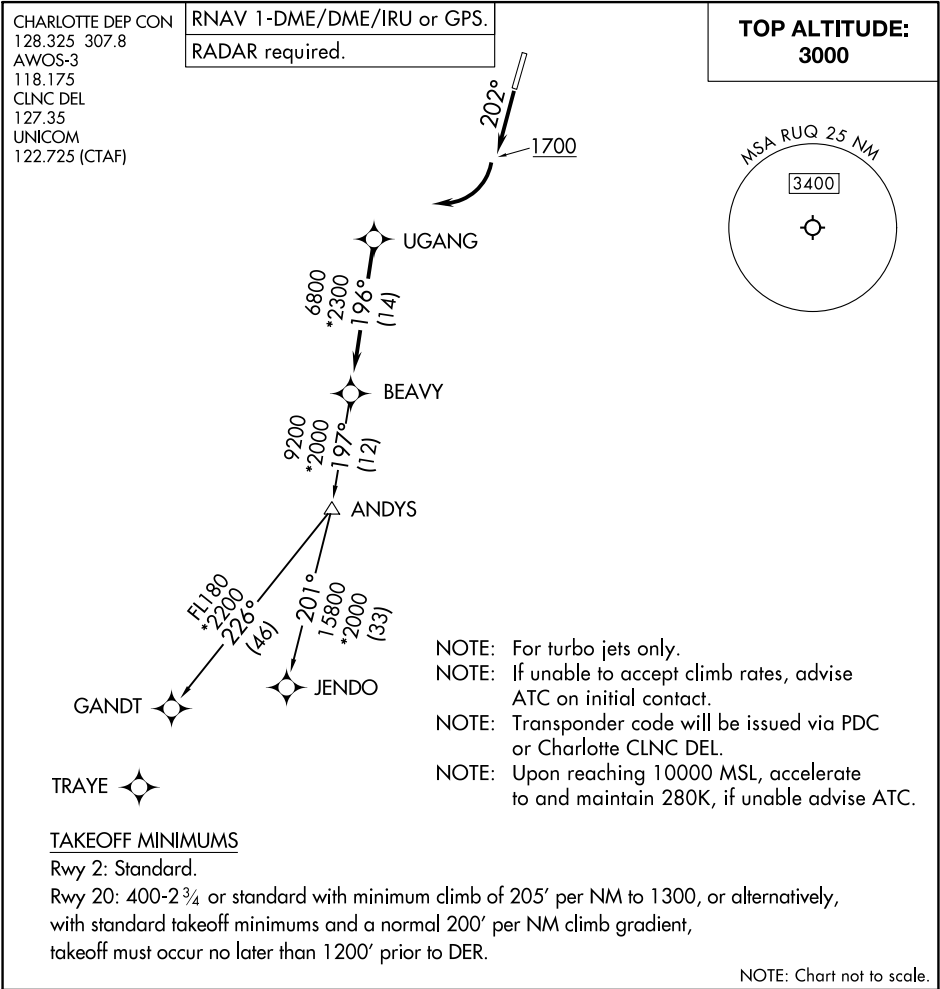 CHARLOTTE DEP CON
128.325 307.8
AWOS-3
118.175
CLNC DEL
127.35
UNICOM
122.725 (CTAF)
RNAV 1-DME/DME/IRU or GPS.
RADAR required.
TOP ALTITUDE:
3000
202°
1700
MSA RUQ 25 NM
3400
UGANG
6800
*2300
196°
(14)
BEAVY
9200
*2000
197°
(12)
ANDYS
FL180
*2200
226°
(46)
201°
15800
*2000
(33)
GANDT
JENDO
TRAYE
NOTE: For turbo jets only.
NOTE: If unable to accept climb rates, advise
ATC on initial contact.
NOTE: Transponder code will be issued via PDC
or Charlotte CLNC DEL.
NOTE: Upon reaching 10000 MSL, accelerate
to and maintain 280K, if unable advise ATC.
TAKEOFF MINIMUMS
Rwy 2: Standard.
Rwy 20: 400-2¾ or standard with minimum climb of 205' per NM to 1300, or alternatively,
with standard takeoff minimums and a normal 200' per NM climb gradient,
takeoff must occur no later than 1200' prior to DER.
NOTE: Chart not to scale.